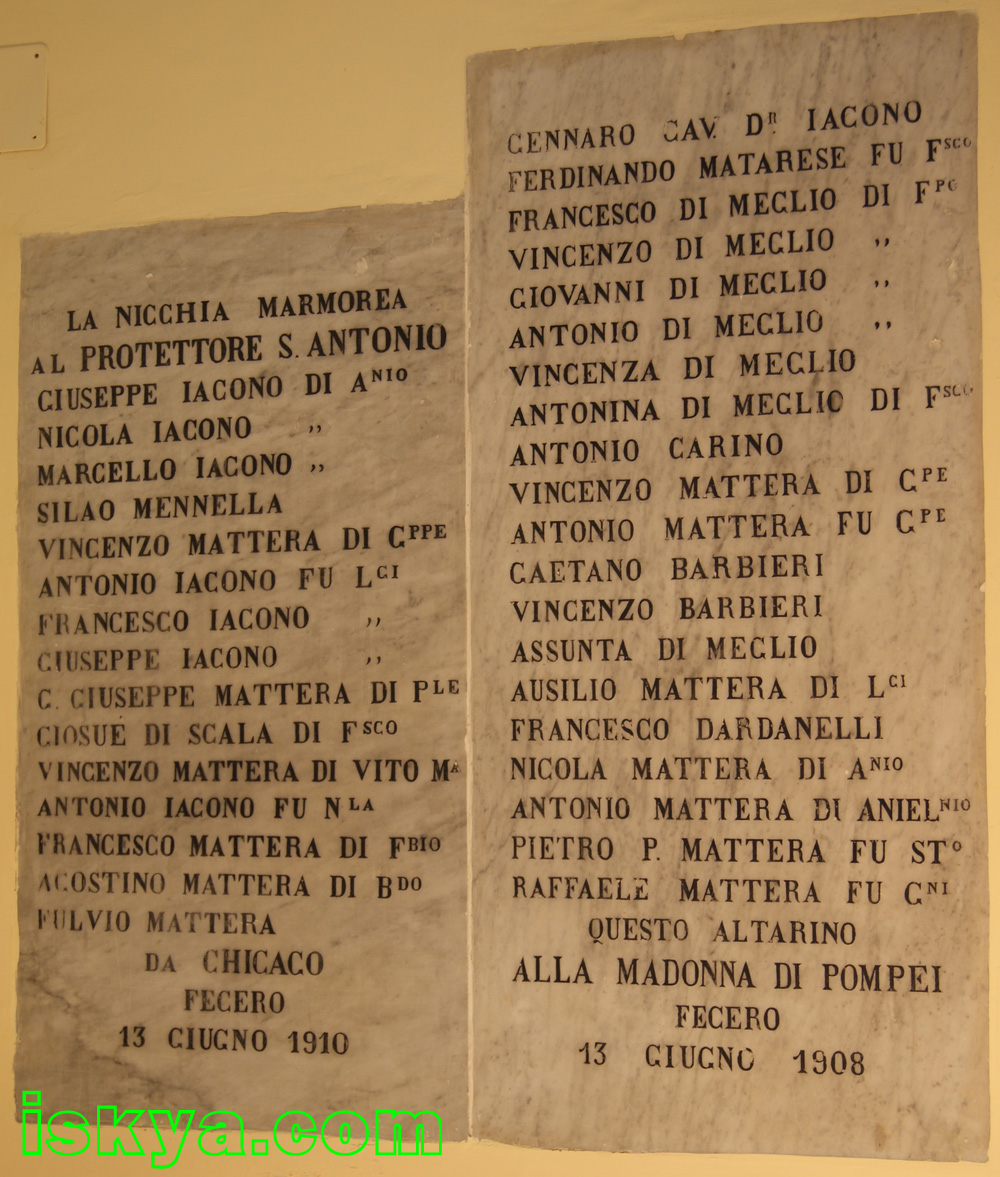 LA NICCHIA MARMOREA
AL PROTETTORE S. ANTONIO
GIUSEPPE IACONO DI Aᴺᴵᴼ
NICOLA IACONO ,,
MARCELLO IACONO ,,
SILAO MENNELLA
VINCENZO MATTERA DI Gᴾᴾᴱ
ANTONIO IACONO FU Lᶜᴵ
FRANCESCO IACONO ,,
GIUSEPPE IACONO ,,
C. GIUSEPPE MATTERA DI Pᴸᴱ
GIOSUÈ DI SCALA DI Fˢᶜᴼ
VINCENZO MATTERA DI VITO Mᴬ
ANTONIO IACONO FU Nᴸᴬ
FRANCESCO MATTERA DI Fᴮᴵᴼ
AGOSTINO MATTERA DI Bᴰᴼ
FULVIO MATTERA
DA CHICAGO
FECERO
13 GIUGNO 1910
GENNARO CAV. Dᴿ. IACONO
FERDINANDO MATARESE FU Fˢᶜᴼ
FRANCESCO DI MEGLIO DI Fᴾᴼ
VINCENZO DI MEGLIO ,,
GIOVANNI DI MEGLIO ,,
ANTONIO DI MEGLIO ,,
VINCENZA DI MEGLIO
ANTONINA DI MEGLIO DI Fˢᶜᴼ
ANTONIO CARINO
VINCENZO MATTERA DI Gᴾᴱ
ANTONIO MATTERA FU Gᴾᴱ
GAETANO BARBIERI
VINCENZO BARBIERI
ASSUNTA DI MEGLIO
AUSILIO MATTERA DI Lᶜᴵ
FRANCESCO DARDANELLI
NICOLA MATTERA DI Aᴺᴵᴼ
ANTONIO MATTERA DI ANIELᴺᴵᴼ
PIETRO P. MATTERA FU STᴼ
RAFFAELE MATTERA FU Gᴺᴵ
QUESTO ALTARINO
ALLA MADONNA DI POMPEI
FECERO
13 GIUGNO 1908
iskya.com